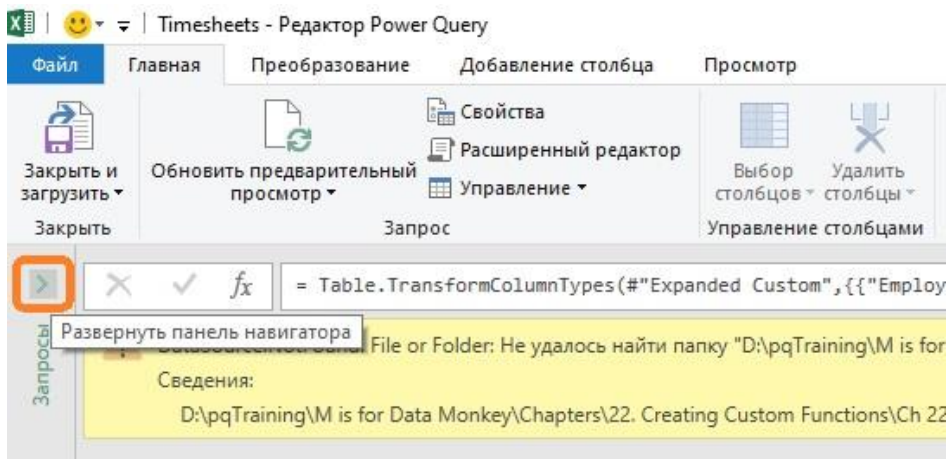 Timesheets - Редактор Power Query
Файл Главная Преобразование Добавление столбца Просмотр
Закрыть и загрузить
Обновить предварительный просмотр
Свойства
Расширенный редактор
Управление
Выбор столбцов
Удалить столбцы
Закрыть Запрос Управление столбцами
fx = Table.TransformColumnTypes(#"Expanded Custom",{{"Employ
Развернуть панель навигатора
Запросы
File or Folder: Не удалось найти папку "D:\pqTraining\M is for
Сведения:
D:\pqTraining\M is for Data Monkey\Chapters\22. Creating Custom Functions\Ch 22